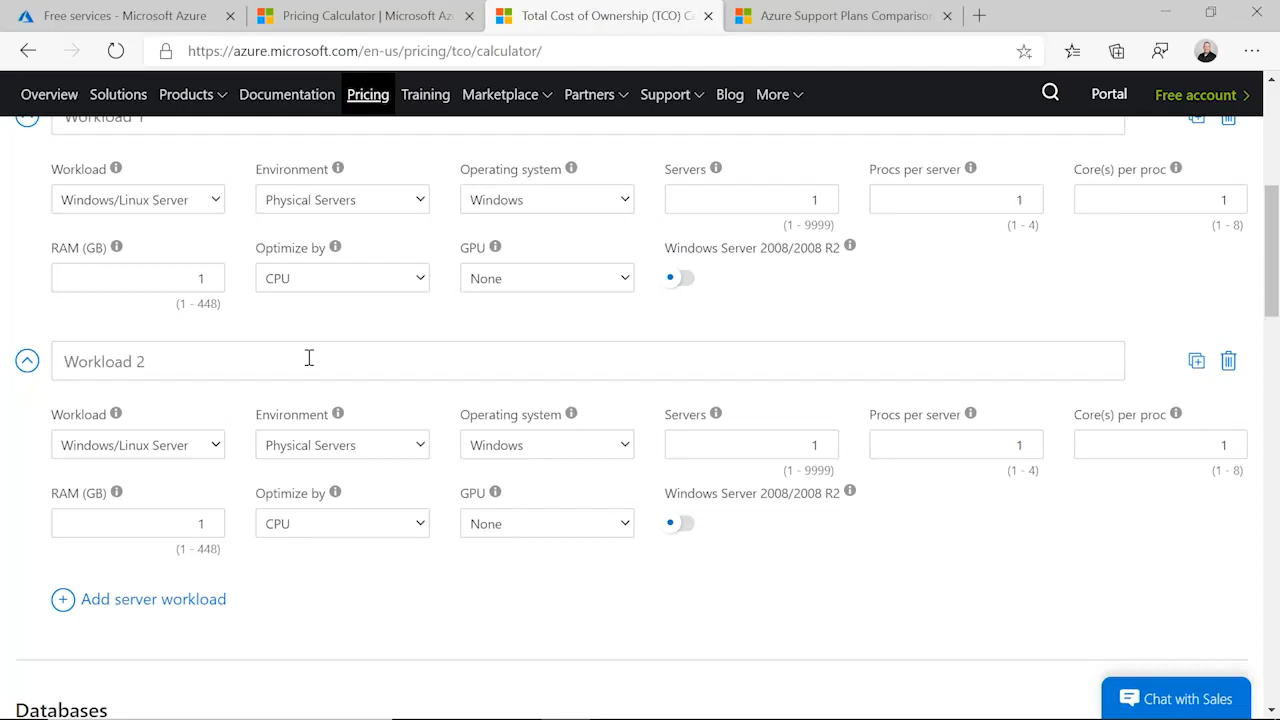 Free services - Microsoft Azure
Pricing Calculator | Microsoft Az
Total Cost of Ownership (TCO) Ca
Azure Support Plans Comparison
https://azure.microsoft.com/en-us/pricing/tco/calculator/
Overview Solutions Products Documentation Pricing Training Marketplace Partners Support Blog More Portal Free account
Workload 1
Workload Environment Operating system Servers Procs per server Core(s) per proc
Windows/Linux Server Physical Servers Windows 1 1 1
(1 - 9999) (1 - 4) (1 - 8)
RAM (GB) Optimize by GPU Windows Server 2008/2008 R2
1 CPU None
(1 - 448)
Workload 2
Workload Environment Operating system Servers Procs per server Core(s) per proc
Windows/Linux Server Physical Servers Windows 1 1 1
(1 - 9999) (1 - 4) (1 - 8)
RAM (GB) Optimize by GPU Windows Server 2008/2008 R2
1 CPU None
(1 - 448)
Add server workload
Databases
Chat with Sales